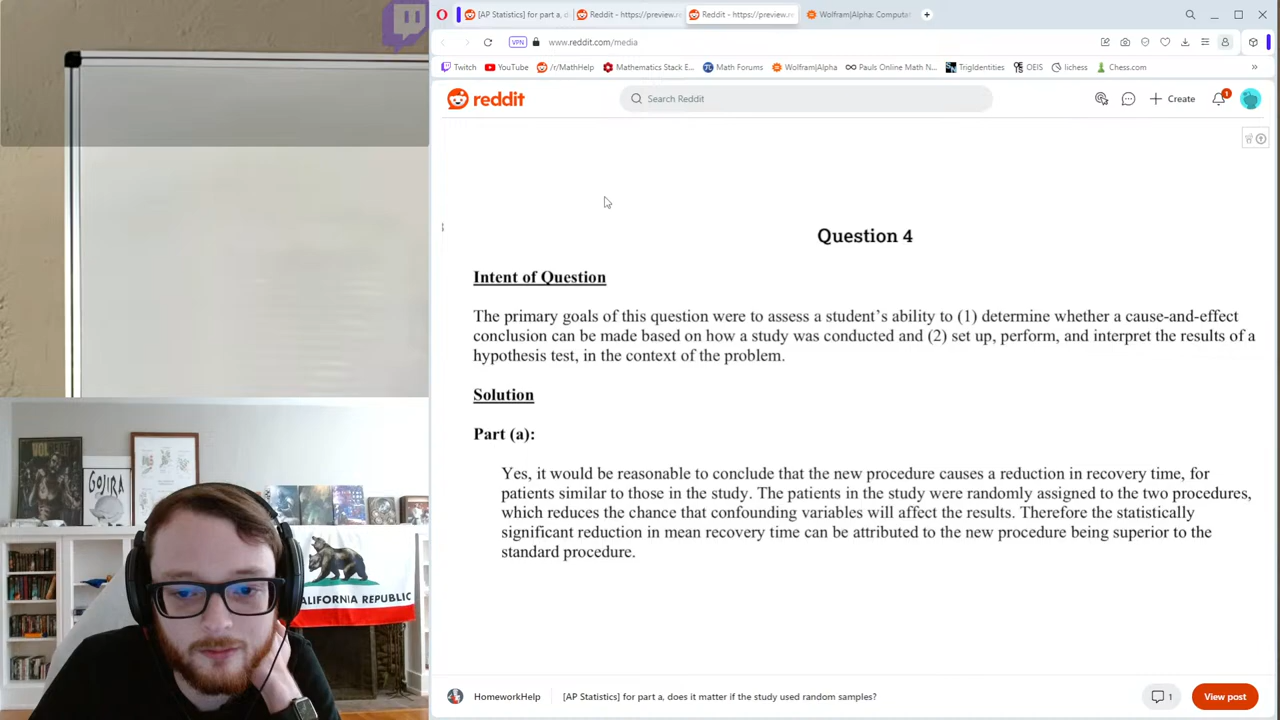 [AP Statistics] for part a, d
Reddit - https://preview.re
Reddit - https://preview.re
Wolfram|Alpha: Computat
VPN
www.reddit.com/media
Twitch
YouTube
/r/MathHelp
Mathematics Stack E...
Math Forums
Wolfram|Alpha
Pauls Online Math N...
TrigIdentities
OEIS
lichess
Chess.com
»
reddit
Search Reddit
Create
1
Question 4
Intent of Question
The primary goals of this question were to assess a student's ability to (1) determine whether a cause-and-effect
conclusion can be made based on how a study was conducted and (2) set up, perform, and interpret the results of a
hypothesis test, in the context of the problem.
Solution
Part (a):
Yes, it would be reasonable to conclude that the new procedure causes a reduction in recovery time, for
patients similar to those in the study. The patients in the study were randomly assigned to the two procedures,
which reduces the chance that confounding variables will affect the results. Therefore the statistically
significant reduction in mean recovery time can be attributed to the new procedure being superior to the
standard procedure.
GOJIRA
CALIFORNIA REPUBLIC
HomeworkHelp
[AP Statistics] for part a, does it matter if the study used random samples?
1
View post